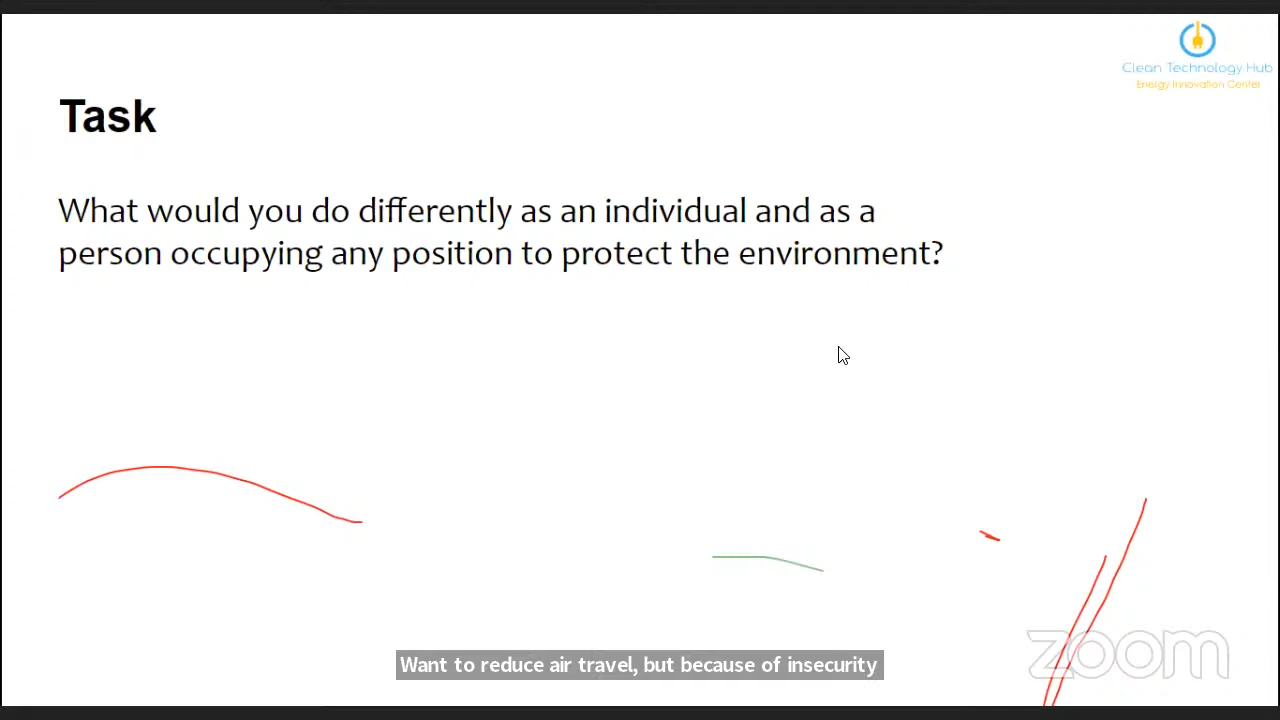 Clean Technology Hub
Energy Innovation Center
Task
What would you do differently as an individual and as a
person occupying any position to protect the environment?
zoom
Want to reduce air travel, but because of insecurity